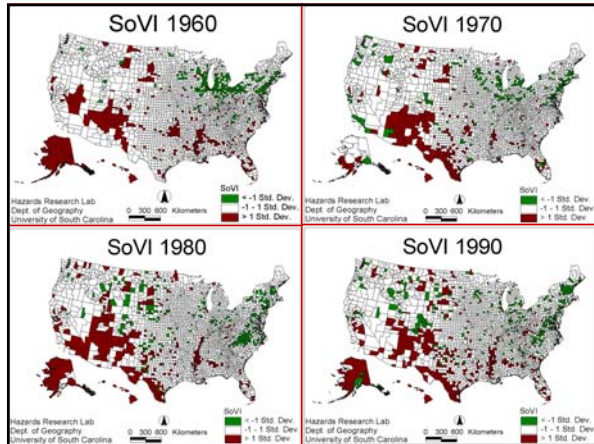 SoVI 1960
SoVI
< -1 Std. Dev.
-1 - 1 Std. Dev.
> 1 Std. Dev.
0 300 600 Kilometers
Hazards Research Lab
Dept. of Geography
University of South Carolina
SoVI 1970
SoVI
< -1 Std. Dev.
-1 - 1 Std. Dev.
> 1 Std. Dev.
0 300 600 Kilometers
Hazards Research Lab
Dept. of Geography
University of South Carolina
SoVI 1980
SoVI
< -1 Std. Dev.
-1 - 1 Std. Dev.
> 1 Std. Dev.
0 300 600 Kilometers
Hazards Research Lab
Dept. of Geography
University of South Carolina
SoVI 1990
SoVI
< -1 Std. Dev.
-1 - 1 Std. Dev.
> 1 Std. Dev.
0 300 600 Kilometers
Hazards Research Lab
Dept. of Geography
University of South Carolina